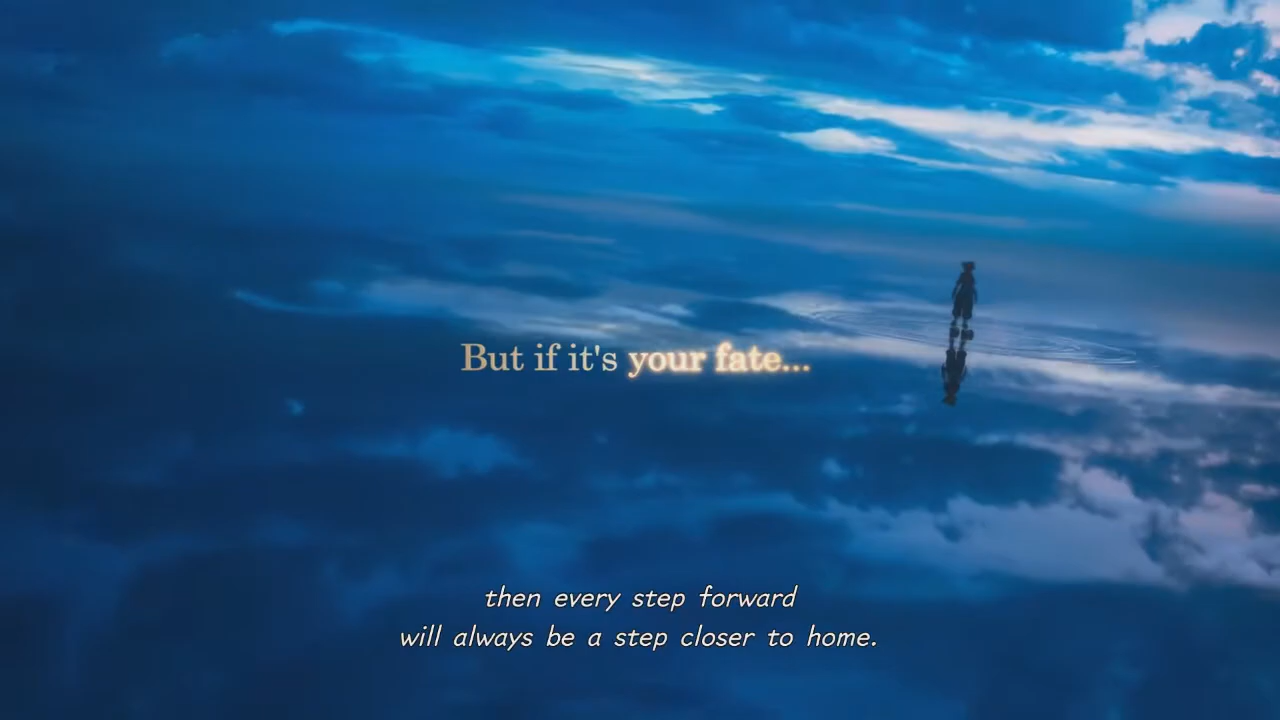 But if it's your fate...
then every step forward
will always be a step closer to home.